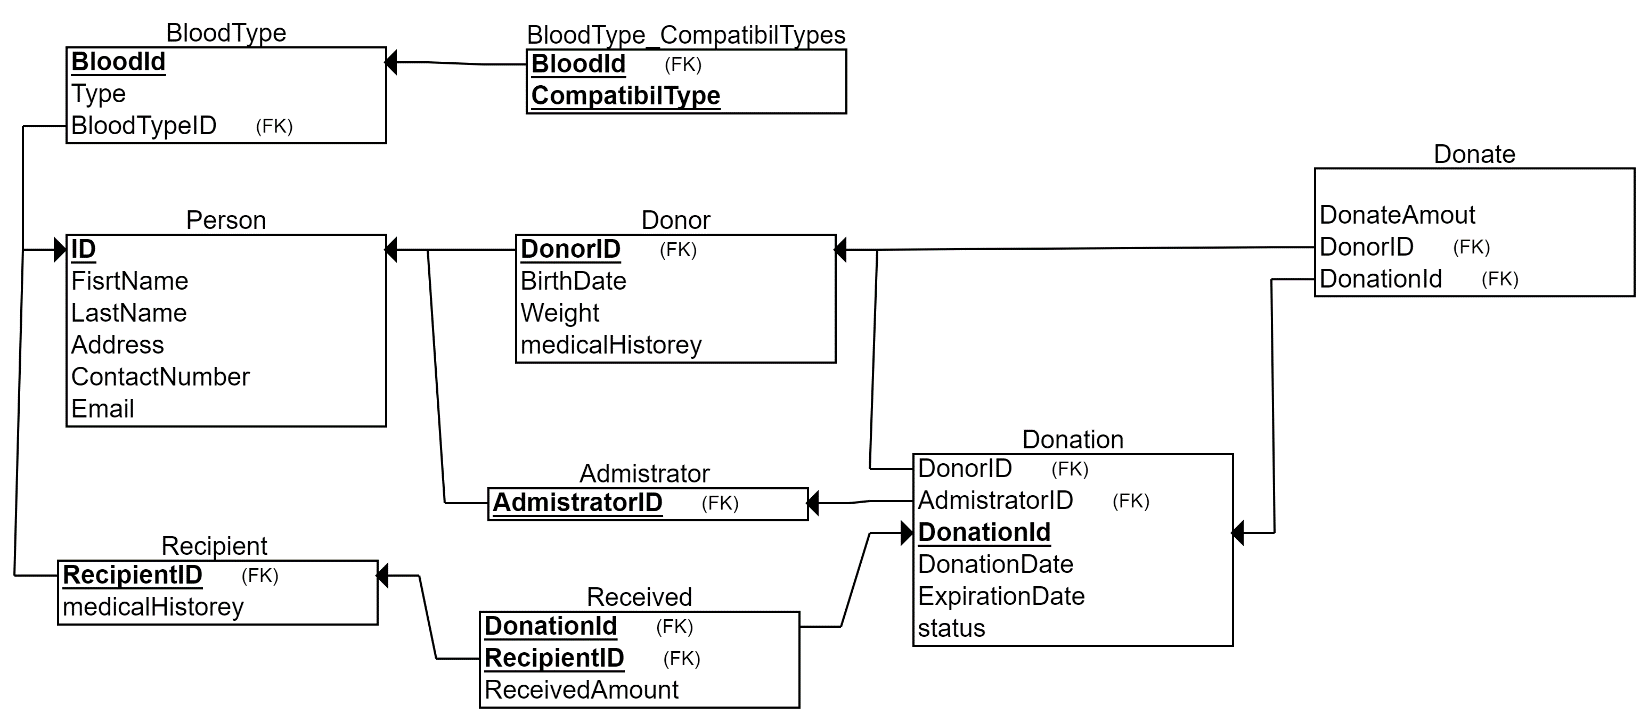 BloodType
BloodId
Type
BloodTypeID (FK)
BloodType_CompatibilTypes
BloodId (FK)
CompatibilType
Donate
DonateAmout
DonorID (FK)
DonationId (FK)
Person
ID
FisrtName
LastName
Address
ContactNumber
Email
Donor
DonorID (FK)
BirthDate
Weight
medicalHistorey
Admistrator
AdmistratorID (FK)
Donation
DonorID (FK)
AdmistratorID (FK)
DonationId
DonationDate
ExpirationDate
status
Recipient
RecipientID (FK)
medicalHistorey
Received
DonationId (FK)
RecipientID (FK)
ReceivedAmount